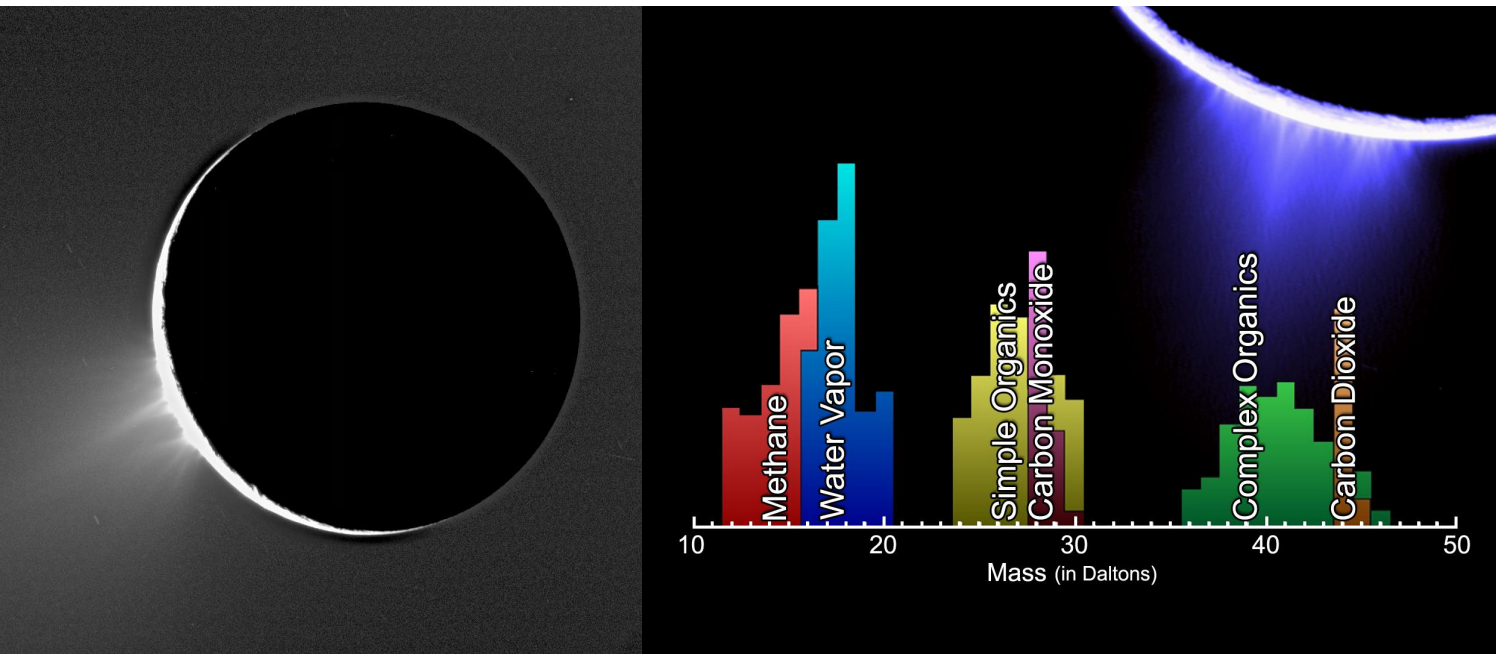 Methane
Water Vapor
Simple Organics
Carbon Monoxide
Complex Organics
Carbon Dioxide
10 20 30 40 50
Mass (in Daltons)